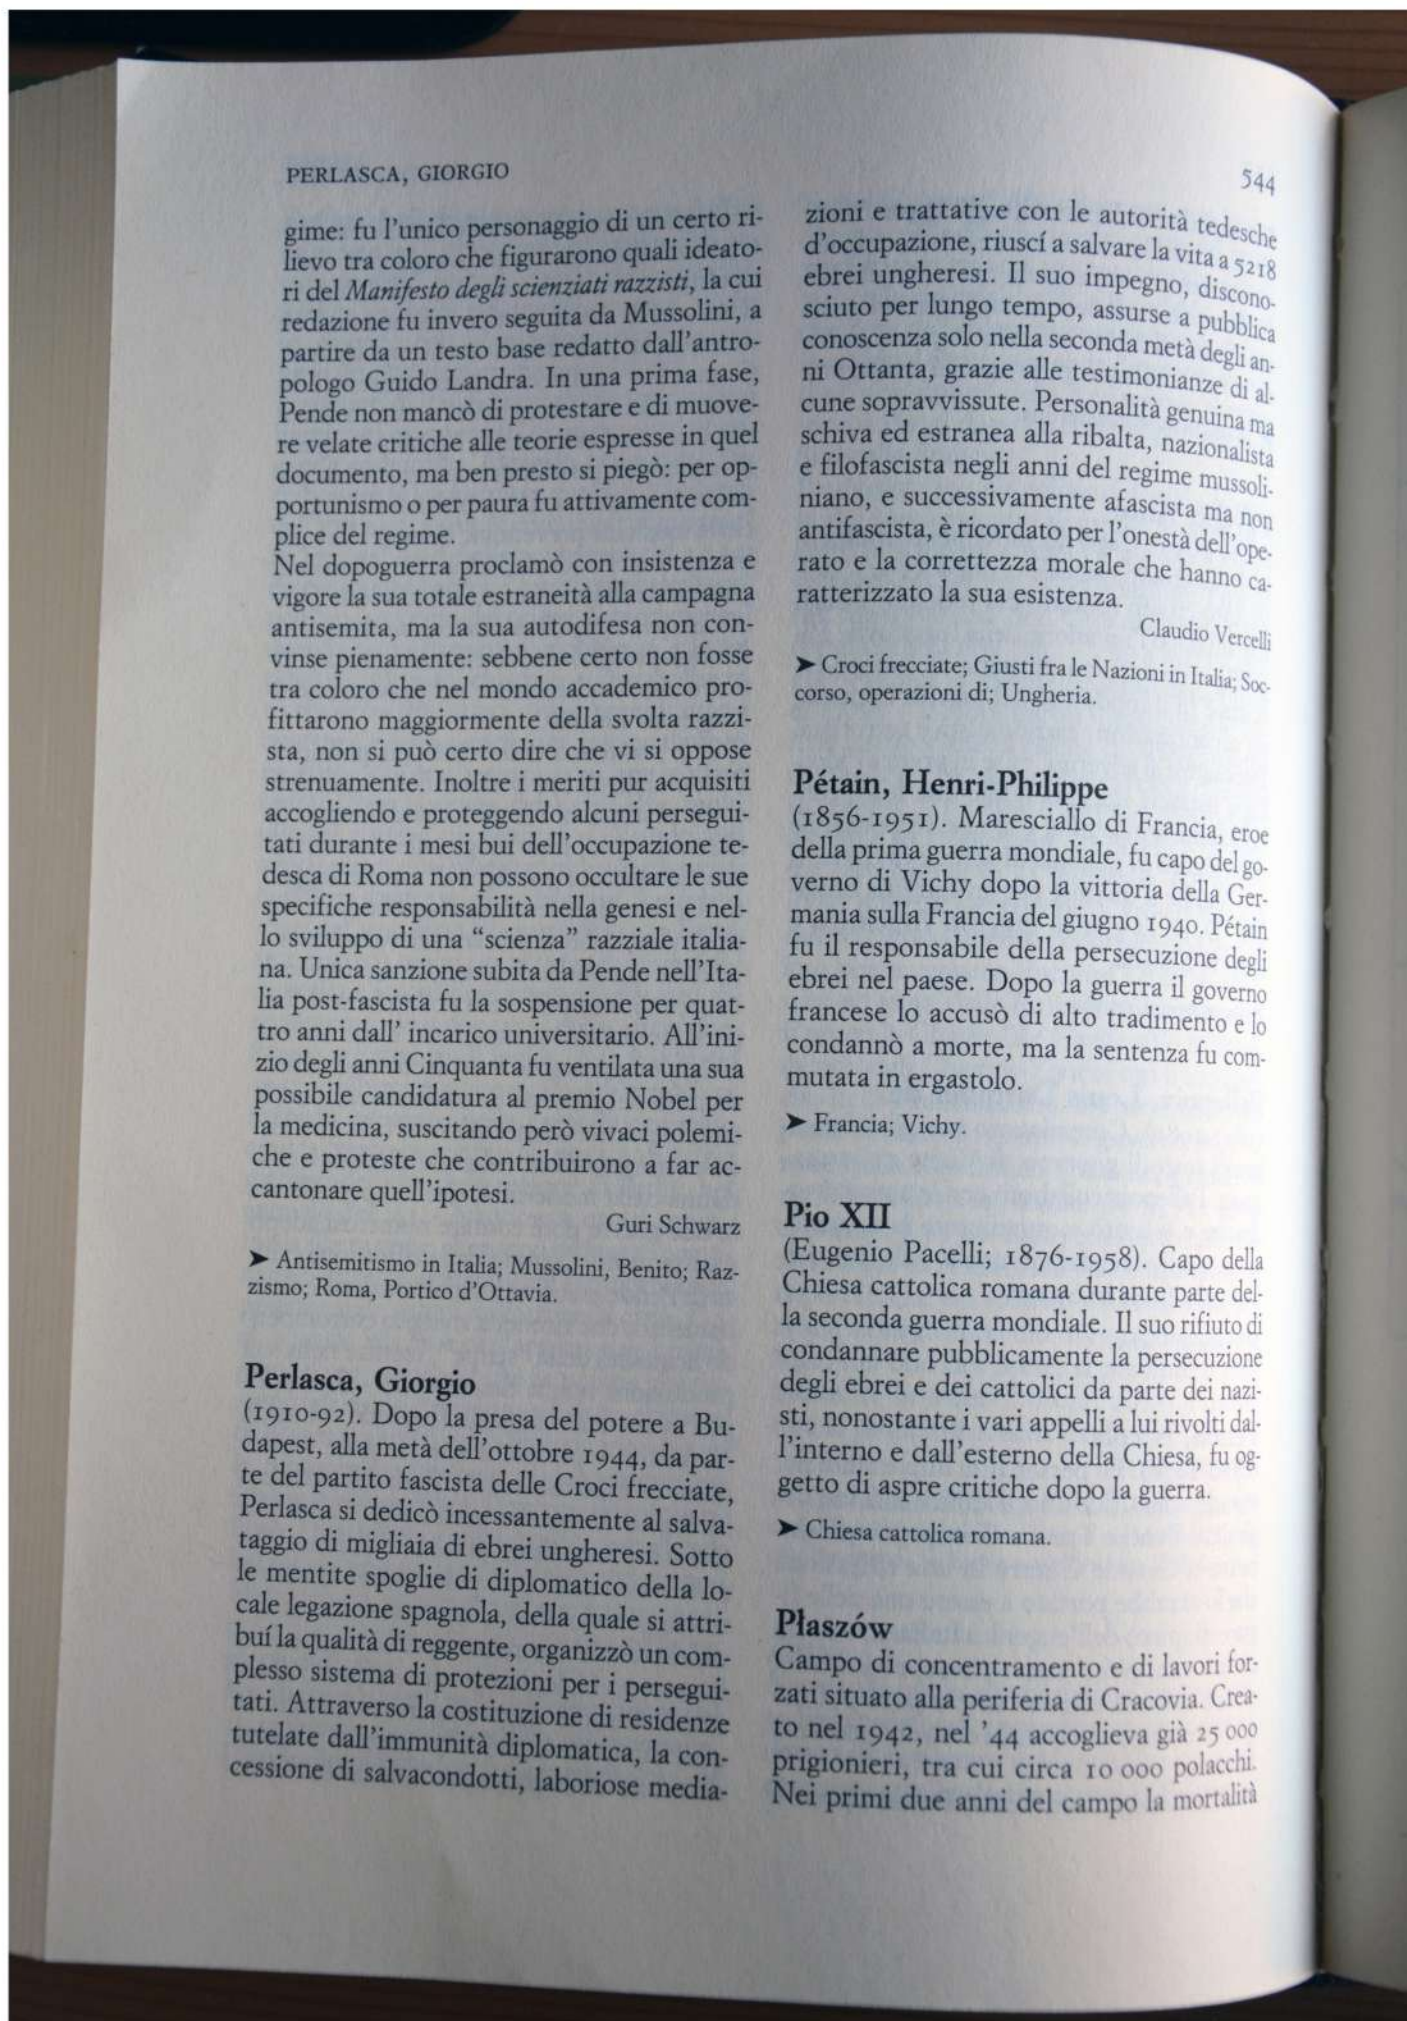 PERLASCA, GIORGIO
544
gime: fu l'unico personaggio di un certo ri-
lievo tra coloro che figurarono quali ideato-
ri del Manifesto degli scienziati razzisti, la cui
redazione fu invero seguita da Mussolini, a
partire da un testo base redatto dall'antro-
pologo Guido Landra. In una prima fase,
Pende non mancò di protestare e di muove-
re velate critiche alle teorie espresse in quel
documento, ma ben presto si piegò: per op-
portunismo o per paura fu attivamente com-
plice del regime.
Nel dopoguerra proclamò con insistenza e
vigore la sua totale estraneità alla campagna
antisemita, ma la sua autodifesa non con-
vinse pienamente: sebbene certo non fosse
tra coloro che nel mondo accademico pro-
fittarono maggiormente della svolta razzi-
sta, non si può certo dire che vi si oppose
strenuamente. Inoltre i meriti pur acquisiti
accogliendo e proteggendo alcuni persegui-
tati durante i mesi bui dell'occupazione te-
desca di Roma non possono occultare le sue
specifiche responsabilità nella genesi e nel-
lo sviluppo di una "scienza" razziale italia-
na. Unica sanzione subita da Pende nell'Ita-
lia post-fascista fu la sospensione per quat-
tro anni dall' incarico universitario. All'ini-
zio degli anni Cinquanta fu ventilata una sua
possibile candidatura al premio Nobel per
la medicina, suscitando però vivaci polemi-
che e proteste che contribuirono a far ac-
cantonare quell'ipotesi.
Guri Schwarz
➤ Antisemitismo in Italia; Mussolini, Benito; Raz-
zismo; Roma, Portico d'Ottavia.
Perlasca, Giorgio
(1910-92). Dopo la presa del potere a Bu-
dapest, alla metà dell'ottobre 1944, da par-
te del partito fascista delle Croci frecciate,
Perlasca si dedicò incessantemente al salva-
taggio di migliaia di ebrei ungheresi. Sotto
le mentite spoglie di diplomatico della lo-
cale legazione spagnola, della quale si attri-
buí la qualità di reggente, organizzò un com-
plesso sistema di protezioni per i persegui-
tati. Attraverso la costituzione di residenze
tutelate dall'immunità diplomatica, la con-
cessione di salvacondotti, laboriose media-
zioni e trattative con le autorità tedesche
d'occupazione, riuscí a salvare la vita a 5218
ebrei ungheresi. Il suo impegno, discono-
sciuto per lungo tempo, assurse a pubblica
conoscenza solo nella seconda metà degli an-
ni Ottanta, grazie alle testimonianze di al-
cune sopravvissute. Personalità genuina ma
schiva ed estranea alla ribalta, nazionalista
e filofascista negli anni del regime mussoli-
niano, e successivamente afascista ma non
antifascista, è ricordato per l'onestà dell'ope-
rato e la correttezza morale che hanno ca-
ratterizzato la sua esistenza.
Claudio Vercelli
➤ Croci frecciate; Giusti fra le Nazioni in Italia; Soc-
corso, operazioni di; Ungheria.
Pétain, Henri-Philippe
(1856-1951). Maresciallo di Francia, eroe
della prima guerra mondiale, fu capo del go-
verno di Vichy dopo la vittoria della Ger-
mania sulla Francia del giugno 1940. Pétain
fu il responsabile della persecuzione degli
ebrei nel paese. Dopo la guerra il governo
francese lo accusò di alto tradimento e lo
condannò a morte, ma la sentenza fu com-
mutata in ergastolo.
➤ Francia; Vichy.
Pio XII
(Eugenio Pacelli; 1876-1958). Capo della
Chiesa cattolica romana durante parte del-
la seconda guerra mondiale. Il suo rifiuto di
condannare pubblicamente la persecuzione
degli ebrei e dei cattolici da parte dei nazi-
sti, nonostante i vari appelli a lui rivolti dal-
l'interno e dall'esterno della Chiesa, fu og-
getto di aspre critiche dopo la guerra.
➤ Chiesa cattolica romana.
Płaszów
Campo di concentramento e di lavori for-
zati situato alla periferia di Cracovia. Crea-
to nel 1942, nel '44 accoglieva già 25 000
prigionieri, tra cui circa 10 000 polacchi.
Nei primi due anni del campo la mortalità